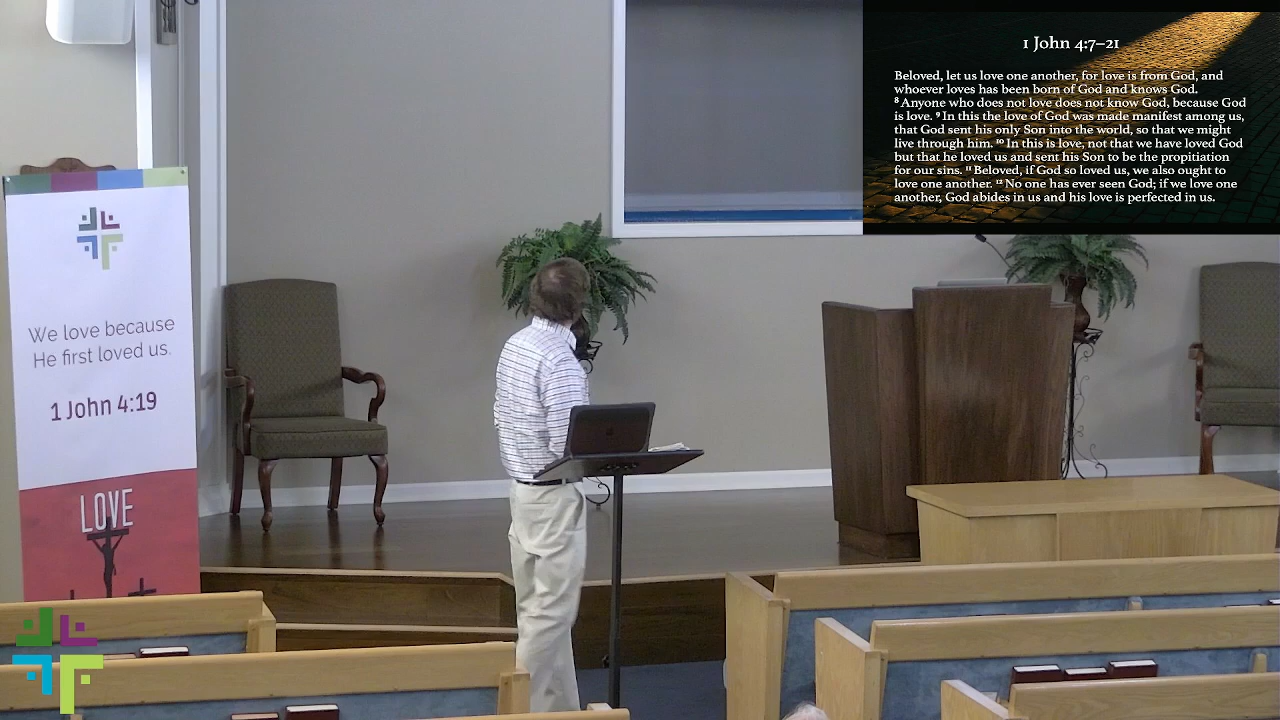 We love because
He first loved us.
1 John 4:19
LOVE
1 John 4:7–21
Beloved, let us love one another, for love is from God, and
whoever loves has been born of God and knows God.
8 Anyone who does not love does not know God, because God
is love. 9 In this the love of God was made manifest among us,
that God sent his only Son into the world, so that we might
live through him. 10 In this is love, not that we have loved God
but that he loved us and sent his Son to be the propitiation
for our sins. 11 Beloved, if God so loved us, we also ought to
love one another. 12 No one has ever seen God; if we love one
another, God abides in us and his love is perfected in us.